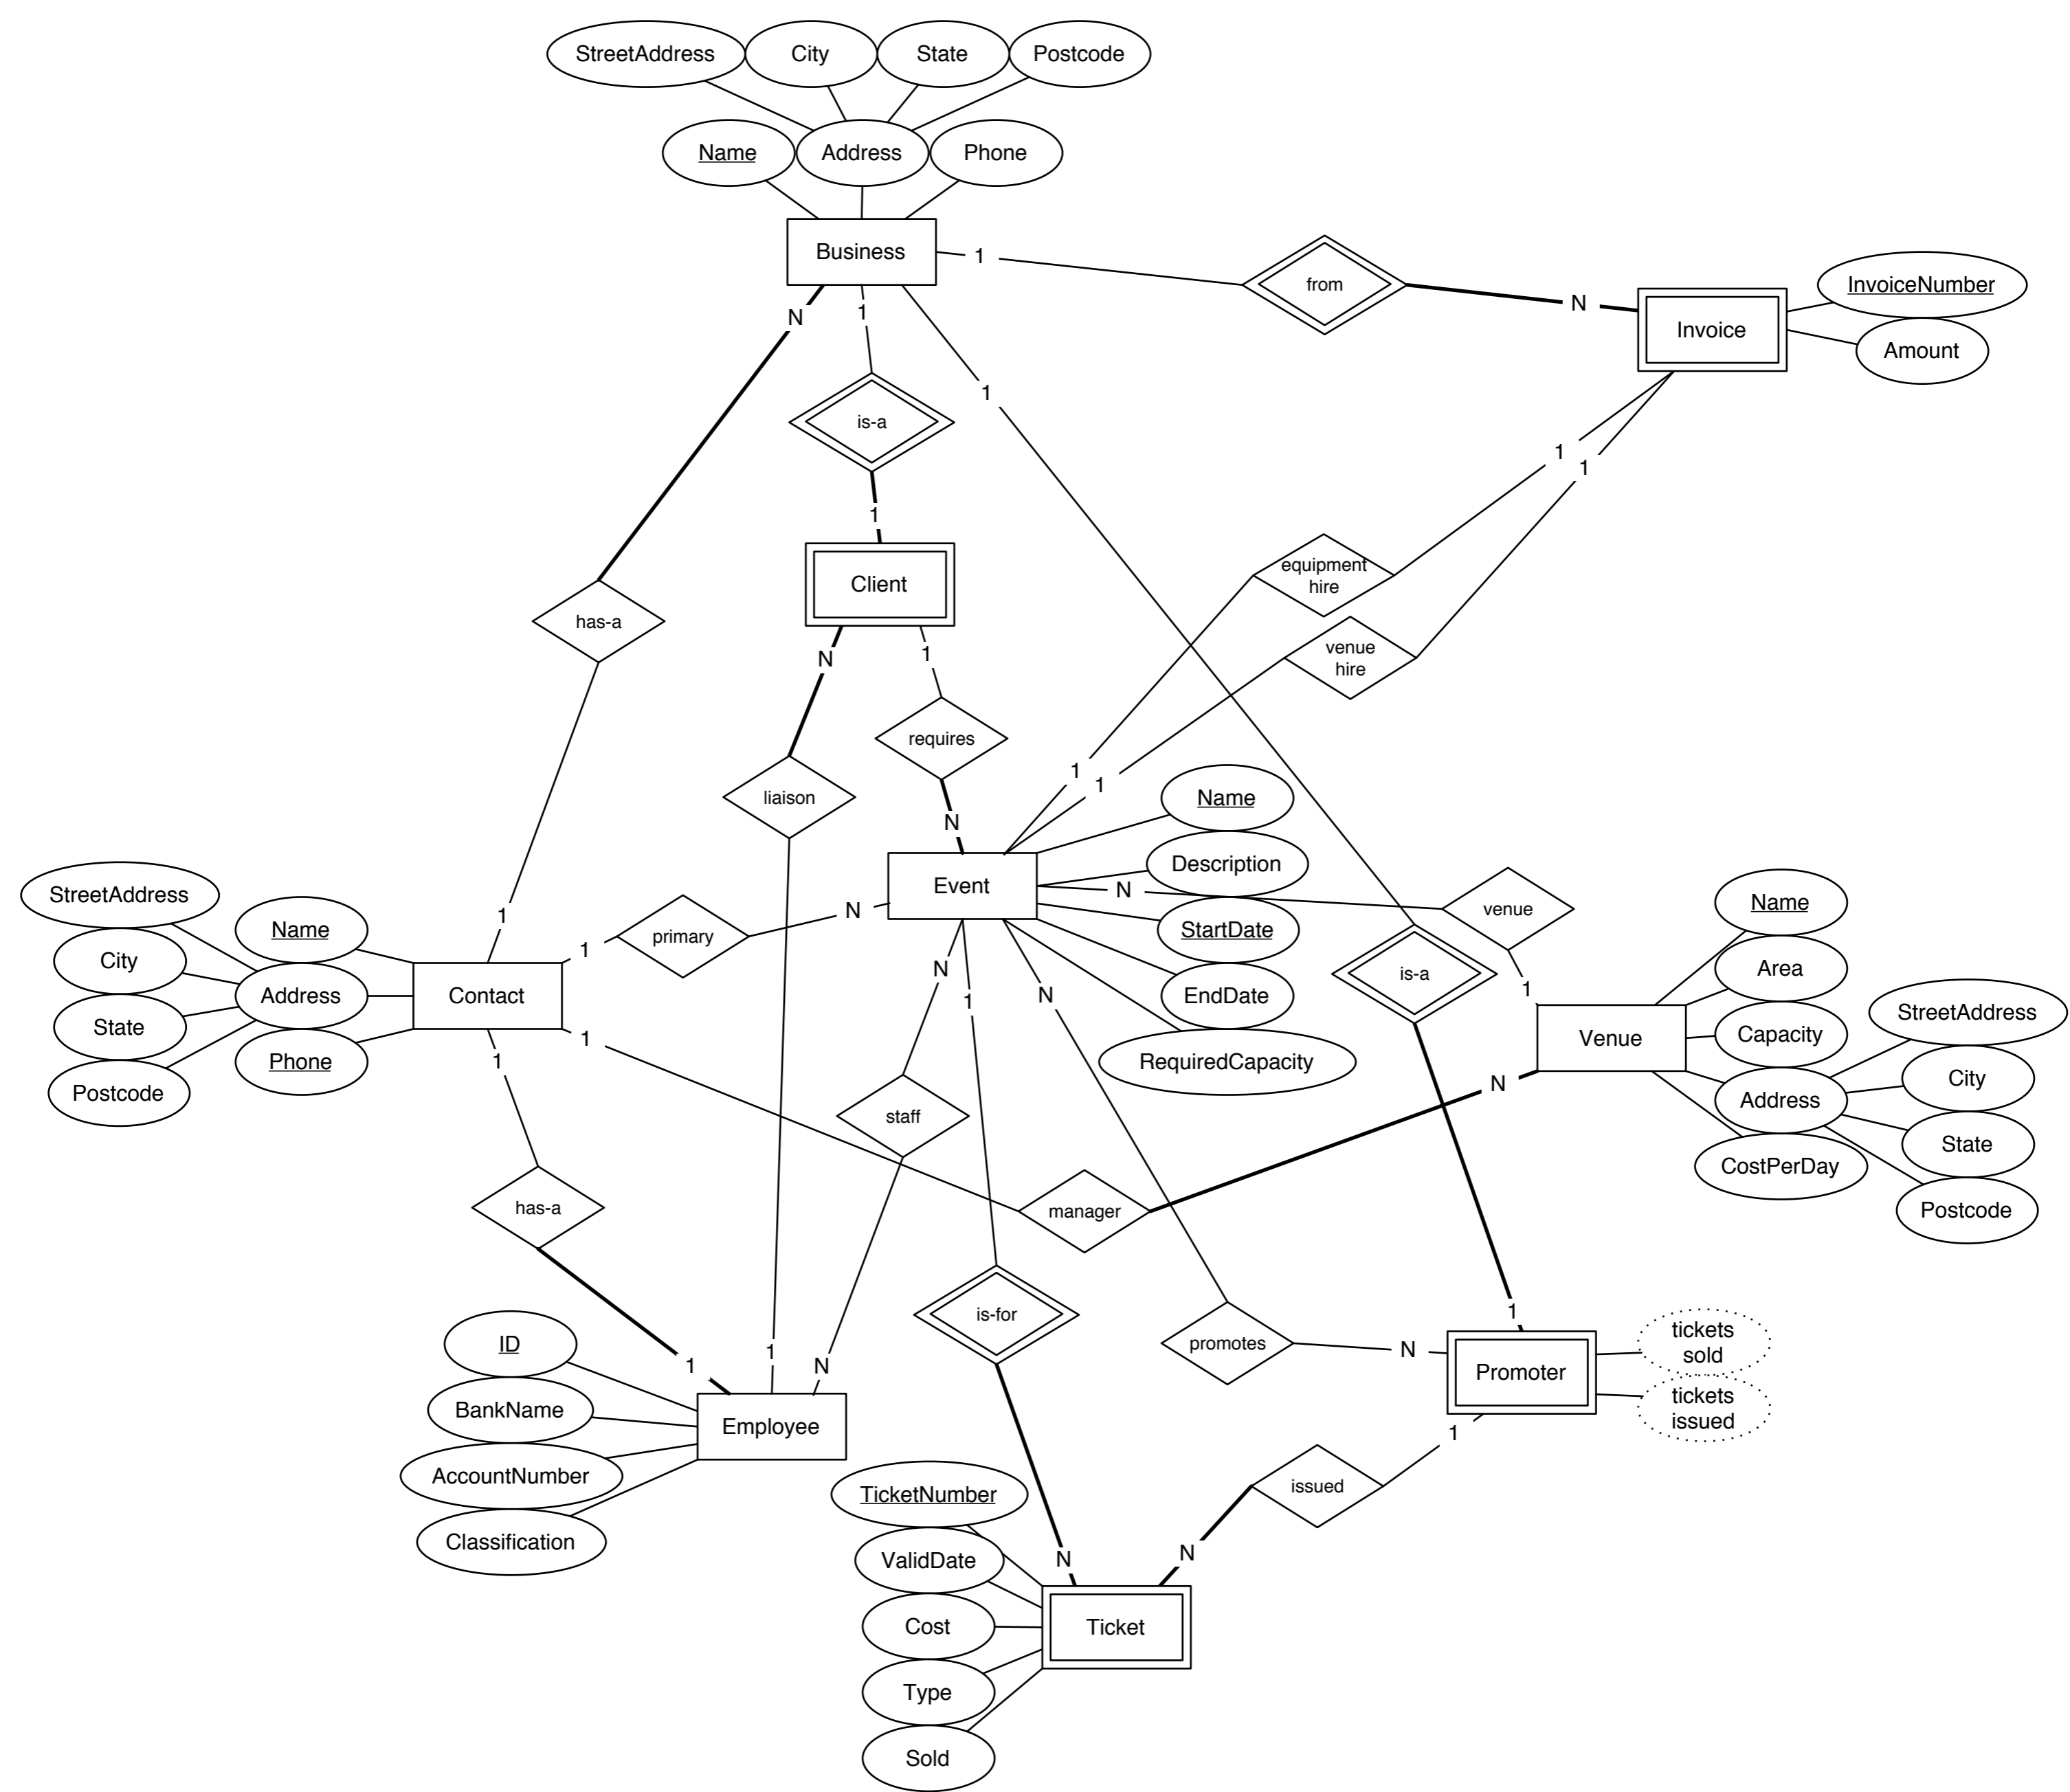 StreetAddress
City
State
Postcode
Name
Address
Phone
Business
1
from
N
Invoice
InvoiceNumber
Amount
N
1
is-a
1
1
1
1
Client
equipment
hire
has-a
N
1
venue
hire
requires
liaison
1
1
N
Name
Description
StreetAddress
Name
1
primary
N
Event
N
venue
Name
StartDate
City
1
Address
Contact
N
1
N
EndDate
is-a
1
Area
State
Phone
1
RequiredCapacity
Venue
Capacity
StreetAddress
Postcode
1
N
Address
City
staff
State
CostPerDay
has-a
manager
Postcode
is-for
1
ID
1
1
N
promotes
N
Promoter
tickets
sold
tickets
issued
BankName
Employee
1
AccountNumber
TicketNumber
issued
Classification
ValidDate
N
N
Cost
Ticket
Type
Sold